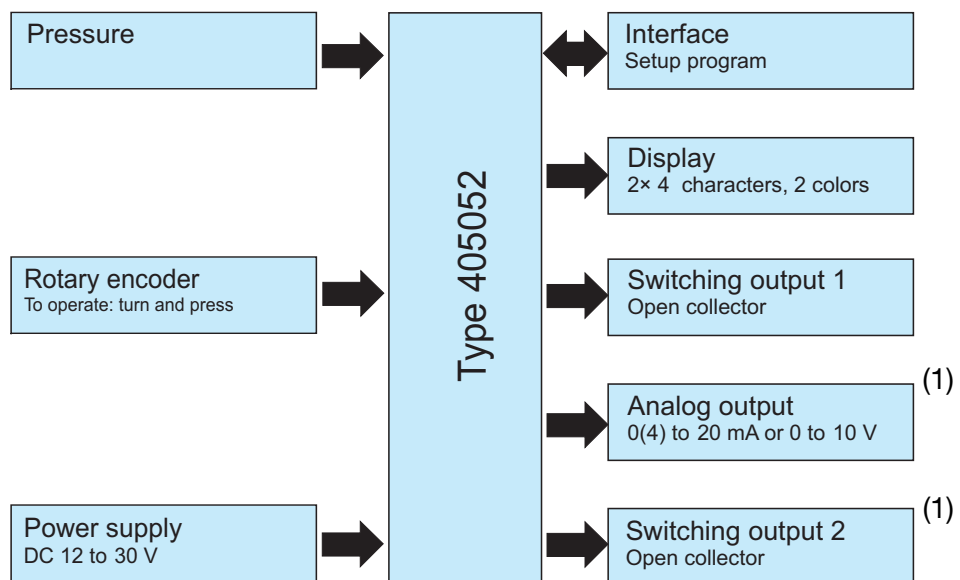 Pressure
Rotary encoder
To operate: turn and press
Power supply
DC 12 to 30 V
Type 405052
Interface
Setup program
Display
2× 4 characters, 2 colors
Switching output 1
Open collector
(1)
Analog output
0(4) to 20 mA or 0 to 10 V
(1)
Switching output 2
Open collector